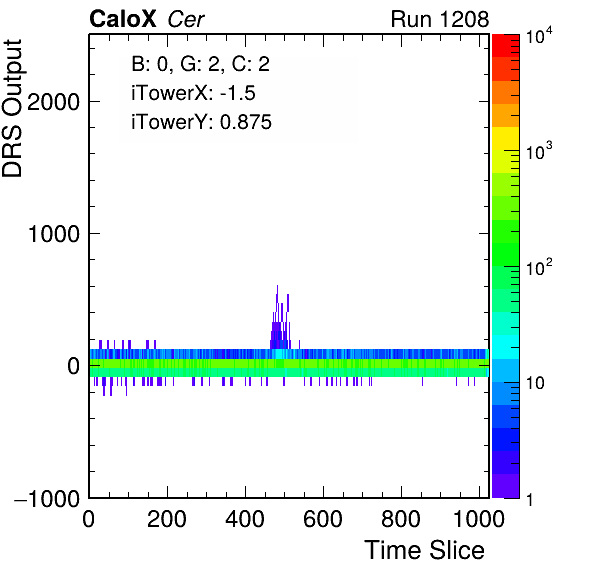 CaloX Cer Run 1208
B: 0, G: 2, C: 2
iTowerX: -1.5
iTowerY: 0.875
DRS Output
2000
1000
0
−1000
0 200 400 600 800 1000
Time Slice
10^4
10^3
10^2
10
1